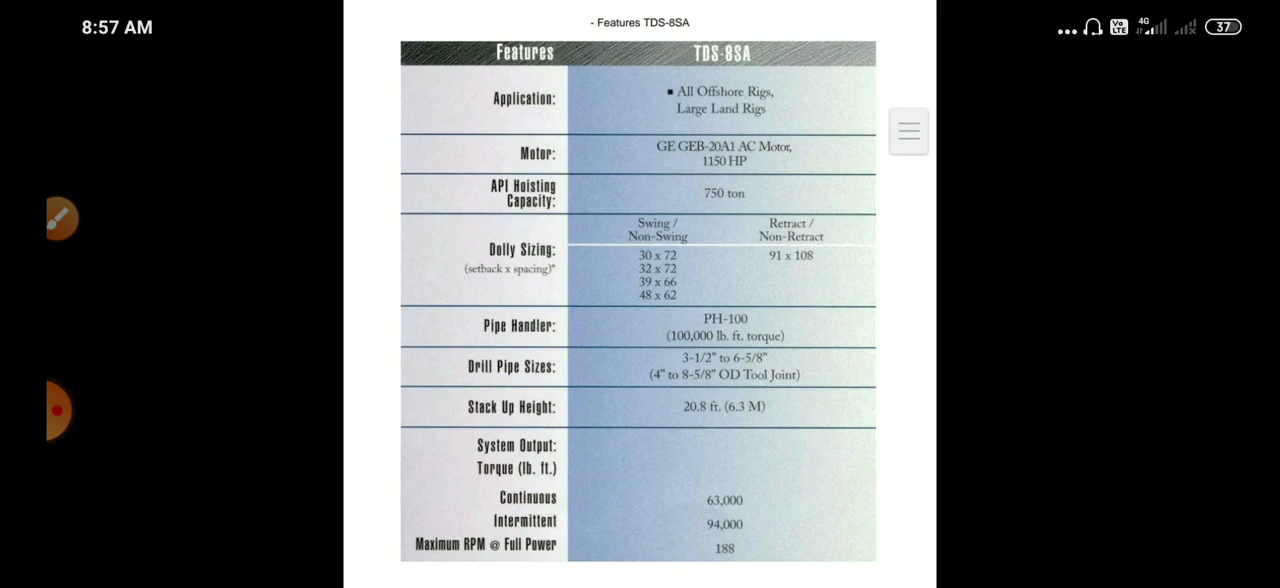 8:57 AM
4G
Vo
LTE
37
- Features TDS-8SA
Features TDS-8SA
Application: ■ All Offshore Rigs,
Large Land Rigs
Motor: GE GEB-20A1 AC Motor,
1150 HP
API Hoisting
Capacity: 750 ton
Swing / Retract /
Non-Swing Non-Retract
Dolly Sizing:
(setback x spacing)*
30 x 72 91 x 108
32 x 72
39 x 66
48 x 62
Pipe Handler: PH-100
(100,000 lb. ft. torque)
Drill Pipe Sizes: 3-1/2" to 6-5/8"
(4" to 8-5/8" OD Tool Joint)
Stack Up Height: 20.8 ft. (6.3 M)
System Output:
Torque (lb. ft.)
Continuous 63,000
Intermittent 94,000
Maximum RPM @ Full Power 188